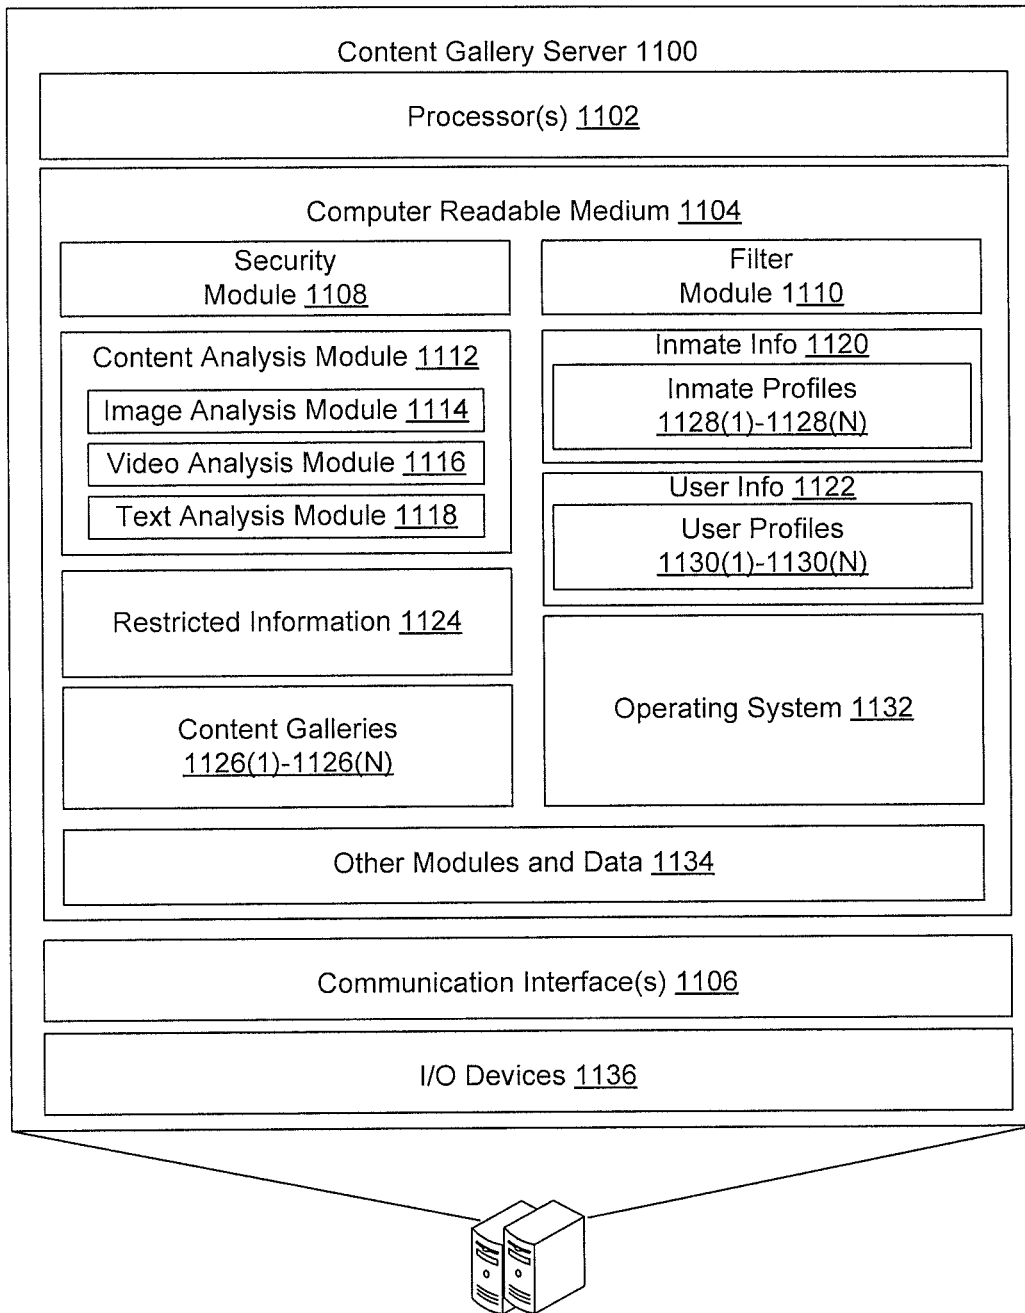 Content Gallery Server 1100
Processor(s) 1102
Computer Readable Medium 1104
Security
Module 1108
Filter
Module 1110
Content Analysis Module 1112
Image Analysis Module 1114
Video Analysis Module 1116
Text Analysis Module 1118
Inmate Info 1120
Inmate Profiles
1128(1)-1128(N)
User Info 1122
User Profiles
1130(1)-1130(N)
Restricted Information 1124
Content Galleries
1126(1)-1126(N)
Operating System 1132
Other Modules and Data 1134
Communication Interface(s) 1106
I/O Devices 1136